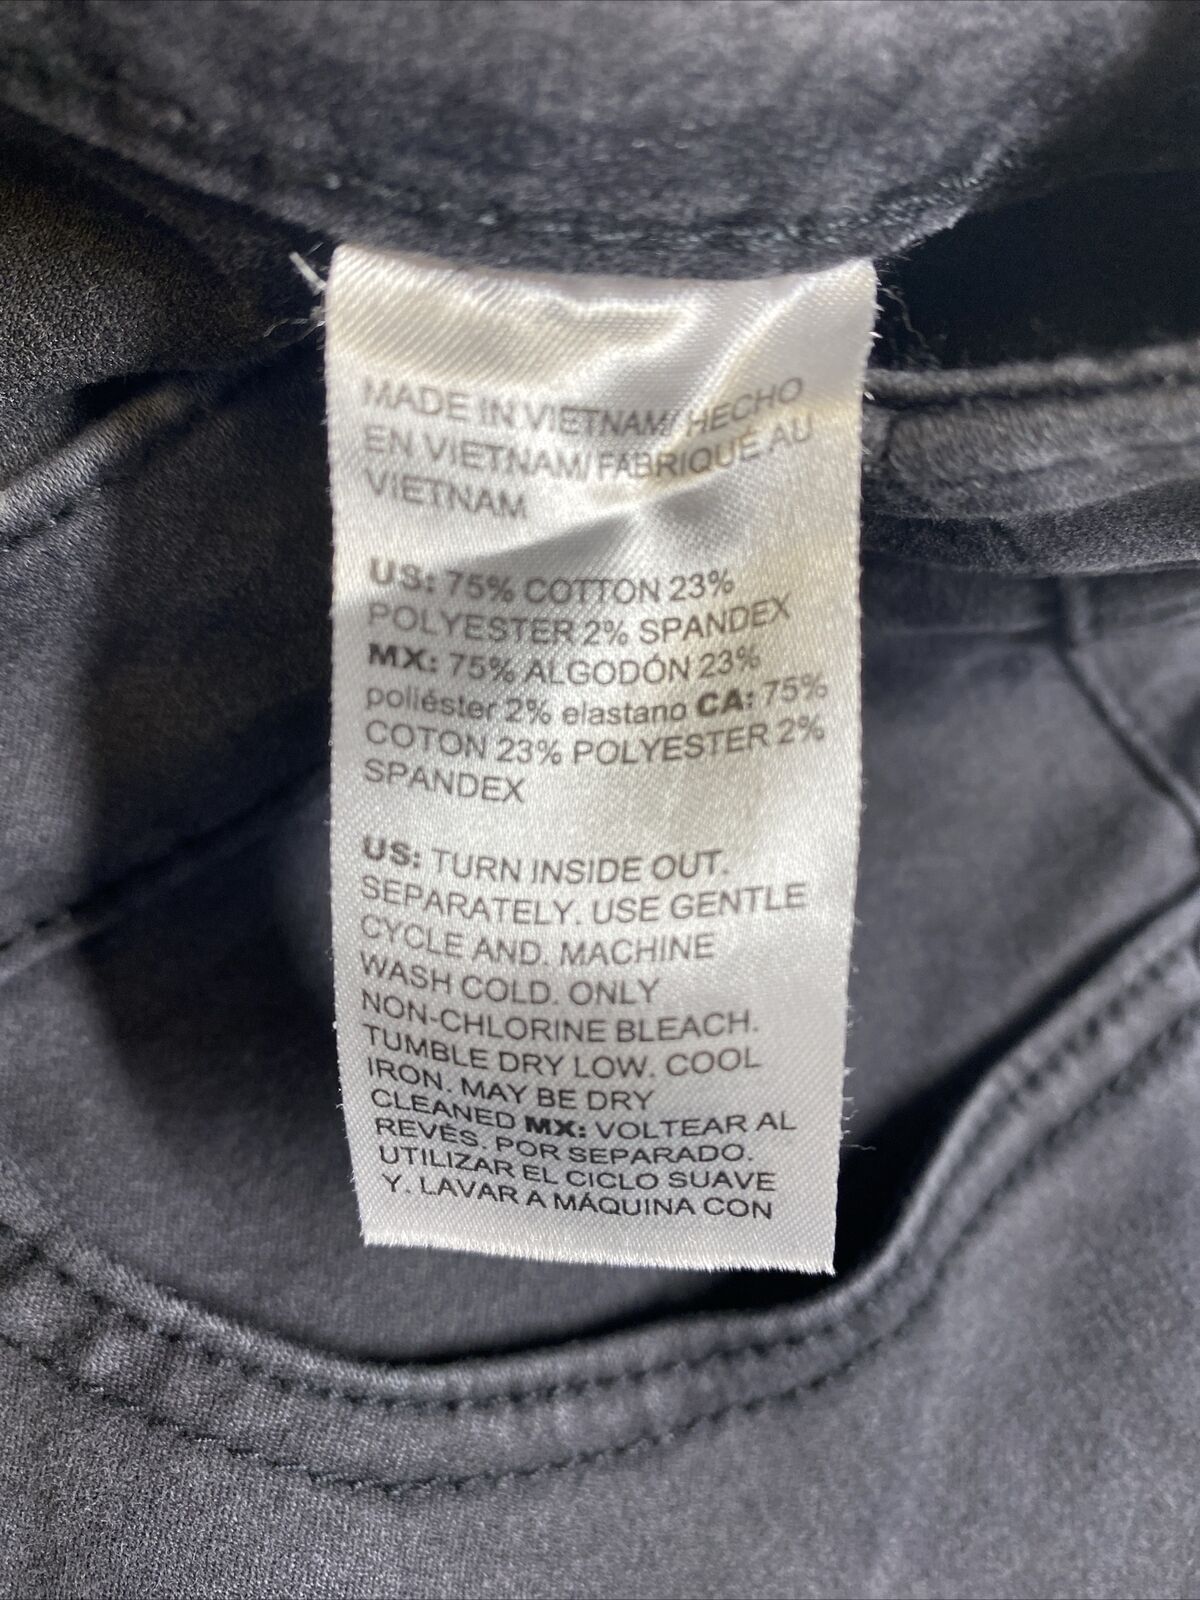 MADE IN VIETNAM/ HECHO
EN VIETNAM/FABRIQUÉ AU
VIETNAM
US: 75% COTTON 23%
POLYESTER 2% SPANDEX
MX: 75% ALGODÓN 23%
poliéster 2% elastano CA: 75%
COTON 23% POLYESTER 2%
SPANDEX
US: TURN INSIDE OUT.
SEPARATELY. USE GENTLE
CYCLE AND. MACHINE
WASH COLD. ONLY
NON-CHLORINE BLEACH.
TUMBLE DRY LOW. COOL
IRON. MAY BE DRY
CLEANED MX: VOLTEAR AL
REVÉS. POR SEPARADO.
UTILIZAR EL CICLO SUAVE
Y. LAVAR A MÁQUINA CON